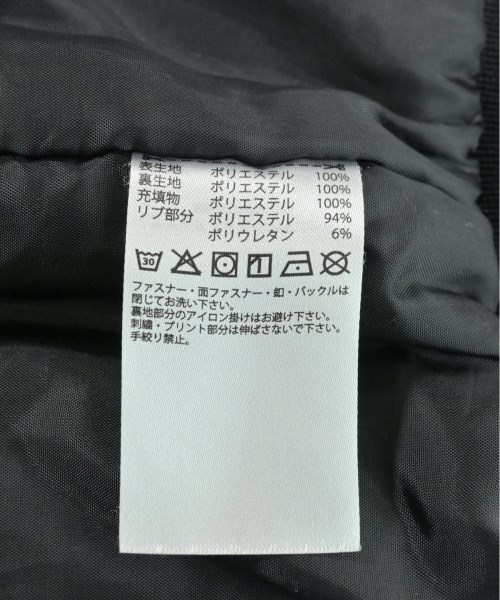 表生地 ポリエステル 100%
裏生地 ポリエステル 100%
充填物 ポリエステル 100%
リブ部分 ポリエステル 94%
ポリウレタン 6%
30
ファスナー・面ファスナー・釦・バックルは
閉じてお洗い下さい。
裏地部分のアイロン掛けはお避け下さい。
刺繍・プリント部分は伸ばさないで下さい。
手絞り禁止。